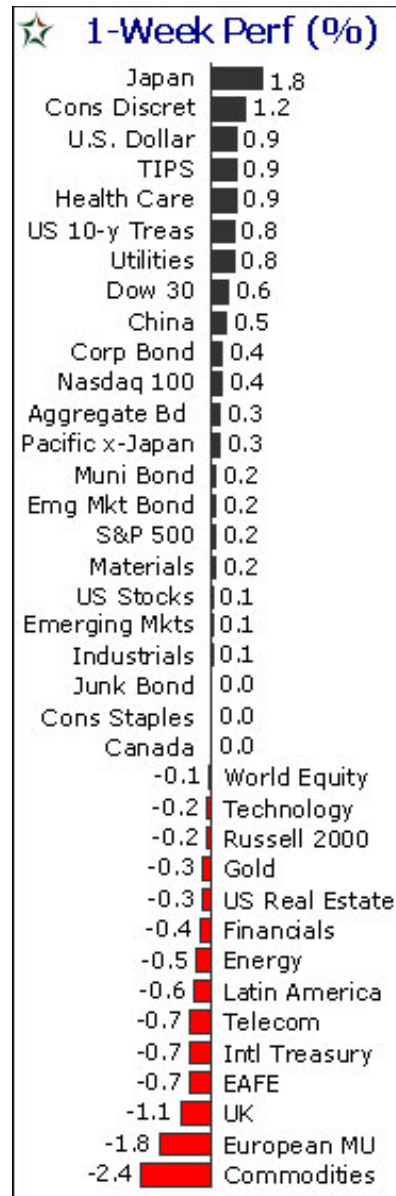 1-Week Perf (%)
Japan 1.8
Cons Discret 1.2
U.S. Dollar 0.9
TIPS 0.9
Health Care 0.9
US 10-y Treas 0.8
Utilities 0.8
Dow 30 0.6
China 0.5
Corp Bond 0.4
Nasdaq 100 0.4
Aggregate Bd 0.3
Pacific x-Japan 0.3
Muni Bond 0.2
Emg Mkt Bond 0.2
S&P 500 0.2
Materials 0.2
US Stocks 0.1
Emerging Mkts 0.1
Industrials 0.1
Junk Bond 0.0
Cons Staples 0.0
Canada 0.0
-0.1 World Equity
-0.2 Technology
-0.2 Russell 2000
-0.3 Gold
-0.3 US Real Estate
-0.4 Financials
-0.5 Energy
-0.6 Latin America
-0.7 Telecom
-0.7 Intl Treasury
-0.7 EAFE
-1.1 UK
-1.8 European MU
-2.4 Commodities